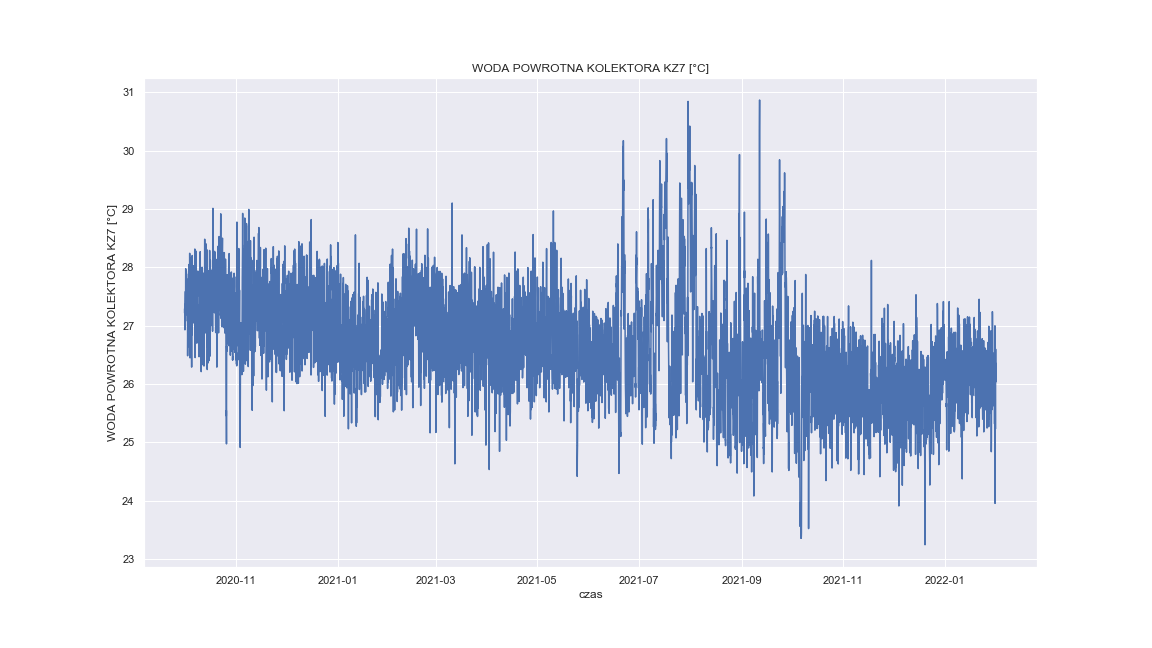 WODA POWROTNA KOLEKTORA KZ7 [°C]
WODA POWROTNA KOLEKTORA KZ7 [°C]
31
30
29
28
27
26
25
24
23
2020-11 2021-01 2021-03 2021-05 2021-07 2021-09 2021-11 2022-01
czas